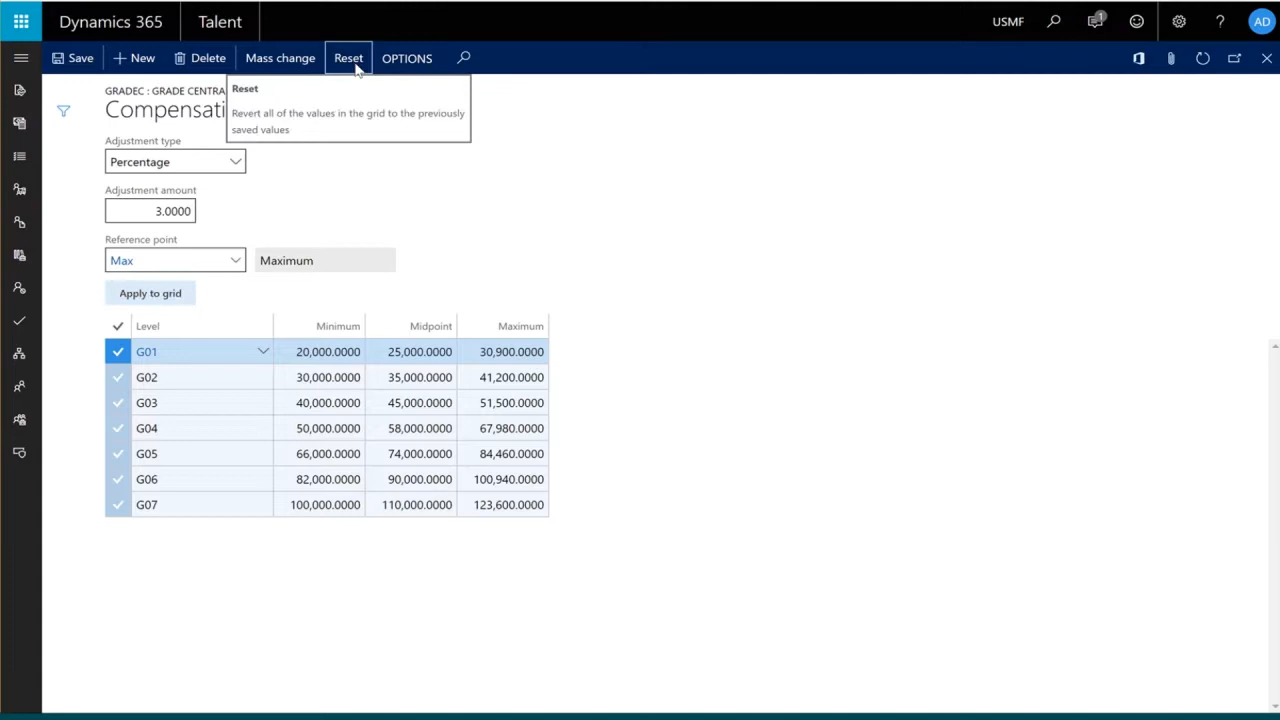 Dynamics 365 Talent USMF 1 ? AD
Save New Delete Mass change Reset OPTIONS
Reset
Revert all of the values in the grid to the previously
saved values
GRADEC : GRADE CENTRA
Compensati
Adjustment type
Percentage
Adjustment amount
3.0000
Reference point
Max Maximum
Apply to grid
Level Minimum Midpoint Maximum
G01 20,000.0000 25,000.0000 30,900.0000
G02 30,000.0000 35,000.0000 41,200.0000
G03 40,000.0000 45,000.0000 51,500.0000
G04 50,000.0000 58,000.0000 67,980.0000
G05 66,000.0000 74,000.0000 84,460.0000
G06 82,000.0000 90,000.0000 100,940.0000
G07 100,000.0000 110,000.0000 123,600.0000